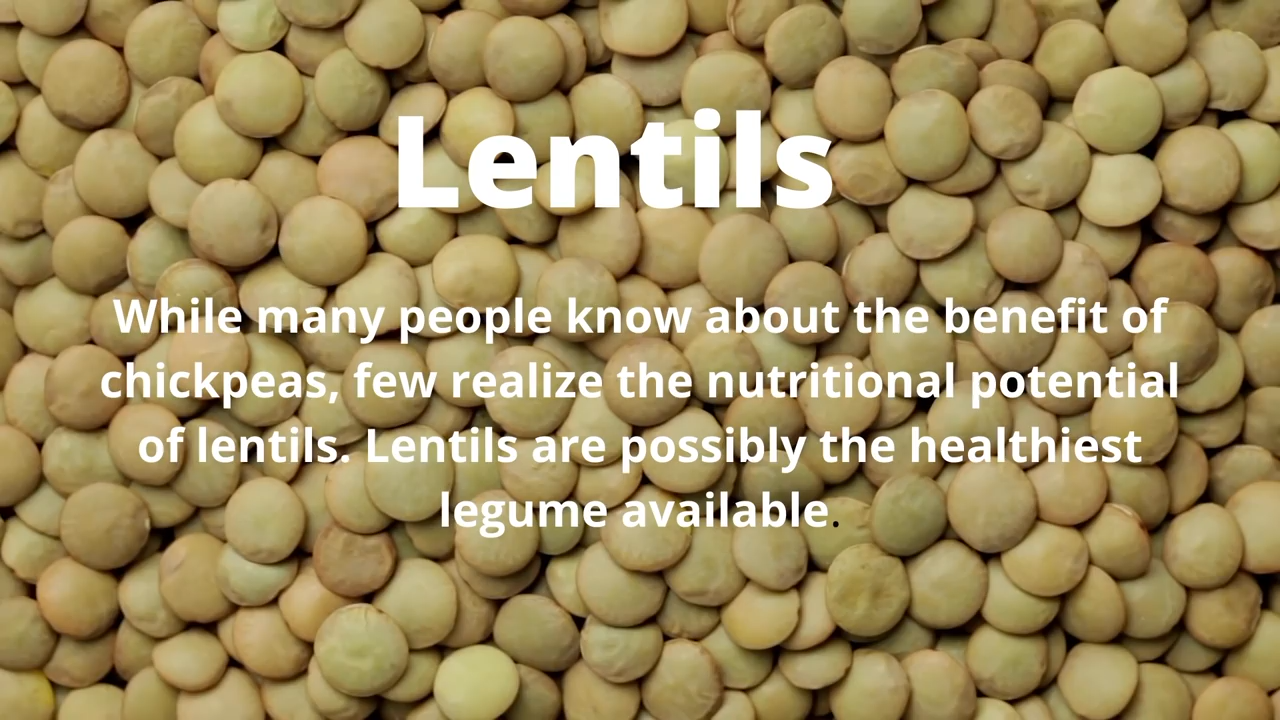 Lentils
While many people know about the benefit of
chickpeas, few realize the nutritional potential
of lentils. Lentils are possibly the healthiest
legume available.